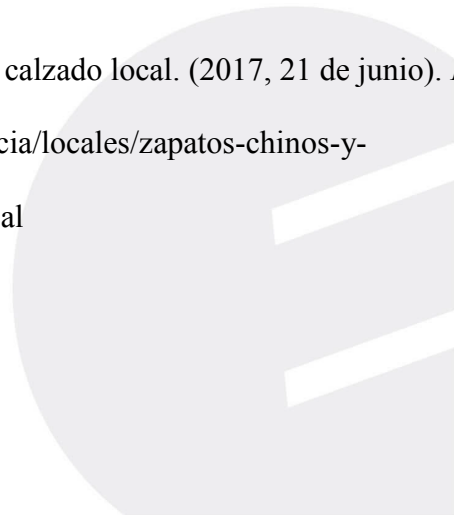 calzado local. (2017, 21 de junio).
cia/locales/zapatos-chinos-y-
al